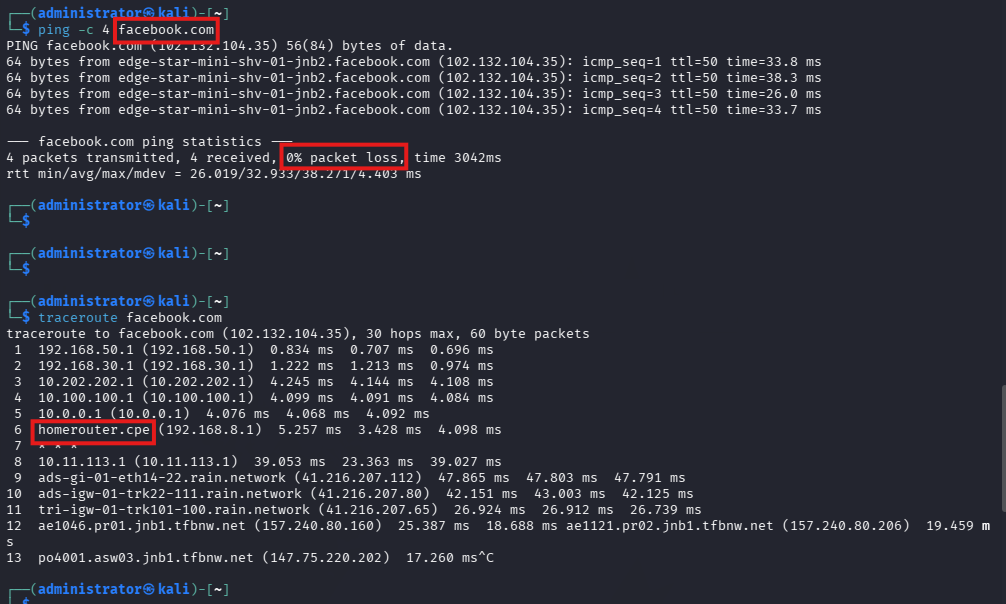 ┌──(administrator㉿kali)-[~]
└─$ ping -c 4 facebook.com
PING facebook.com (102.132.104.35) 56(84) bytes of data.
64 bytes from edge-star-mini-shv-01-jnb2.facebook.com (102.132.104.35): icmp_seq=1 ttl=50 time=33.8 ms
64 bytes from edge-star-mini-shv-01-jnb2.facebook.com (102.132.104.35): icmp_seq=2 ttl=50 time=38.3 ms
64 bytes from edge-star-mini-shv-01-jnb2.facebook.com (102.132.104.35): icmp_seq=3 ttl=50 time=26.0 ms
64 bytes from edge-star-mini-shv-01-jnb2.facebook.com (102.132.104.35): icmp_seq=4 ttl=50 time=33.7 ms
--- facebook.com ping statistics ---
4 packets transmitted, 4 received, 0% packet loss, time 3042ms
rtt min/avg/max/mdev = 26.019/32.933/38.271/4.403 ms
┌──(administrator㉿kali)-[~]
└─$
┌──(administrator㉿kali)-[~]
└─$
┌──(administrator㉿kali)-[~]
└─$ traceroute facebook.com
traceroute to facebook.com (102.132.104.35), 30 hops max, 60 byte packets
1 192.168.50.1 (192.168.50.1) 0.834 ms 0.707 ms 0.696 ms
2 192.168.30.1 (192.168.30.1) 1.222 ms 1.213 ms 0.974 ms
3 10.202.202.1 (10.202.202.1) 4.245 ms 4.144 ms 4.108 ms
4 10.100.100.1 (10.100.100.1) 4.099 ms 4.091 ms 4.084 ms
5 10.0.0.1 (10.0.0.1) 4.076 ms 4.068 ms 4.092 ms
6 homerouter.cpe (192.168.8.1) 5.257 ms 3.428 ms 4.098 ms
7 * * *
8 10.11.113.1 (10.11.113.1) 39.053 ms 23.363 ms 39.027 ms
9 ads-gi-01-eth14-22.rain.network (41.216.207.112) 47.865 ms 47.803 ms 47.791 ms
10 ads-igw-01-trk22-111.rain.network (41.216.207.80) 42.151 ms 43.003 ms 42.125 ms
11 tri-igw-01-trk101-100.rain.network (41.216.207.65) 26.924 ms 26.912 ms 26.739 ms
12 ae1046.pr01.jnb1.tfbnw.net (157.240.80.160) 25.387 ms 18.688 ms ae1121.pr02.jnb1.tfbnw.net (157.240.80.206) 19.459 m
s
13 po4001.asw03.jnb1.tfbnw.net (147.75.220.202) 17.260 ms^C
┌──(administrator㉿kali)-[~]
└─$